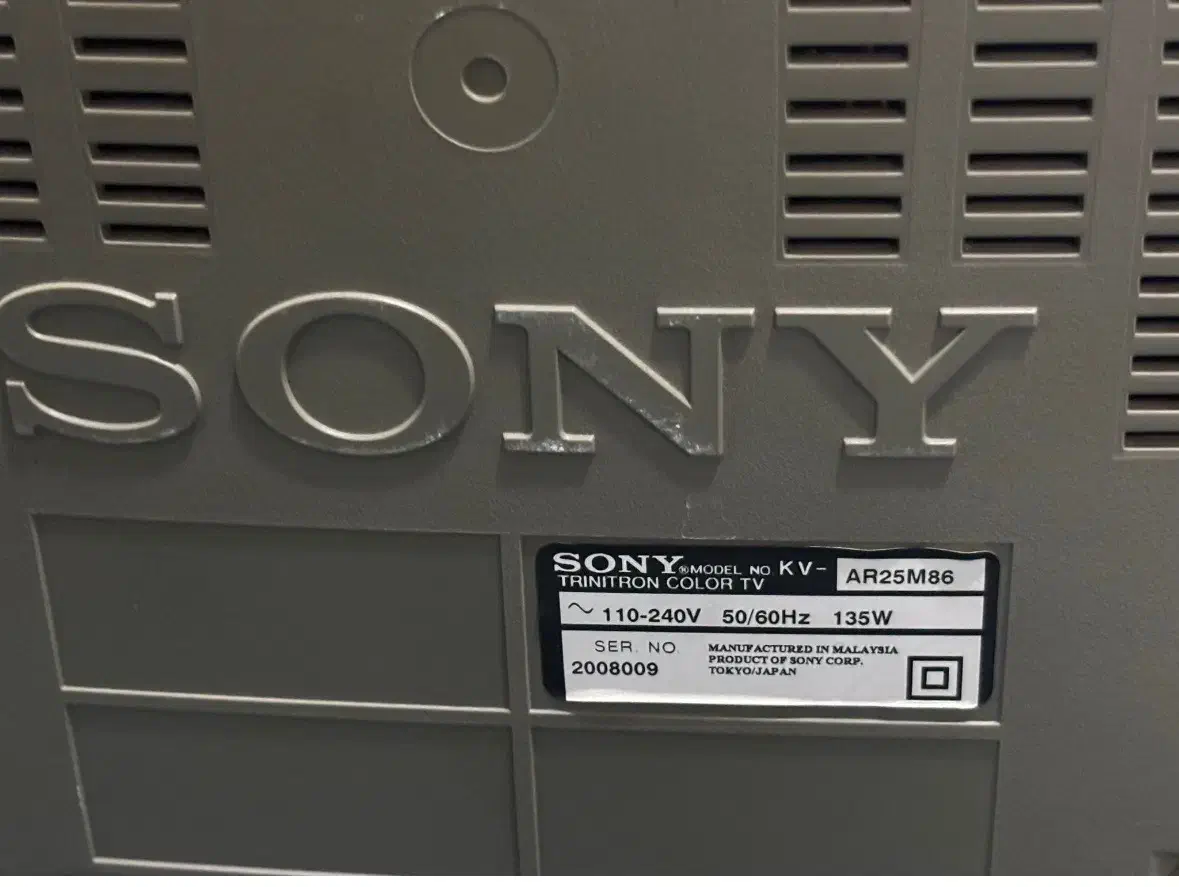 SONY
SONY® MODEL NO. KV- AR25M86
TRINITRON COLOR TV
~ 110-240V 50/60Hz 135W
SER. NO.
2008009
MANUFACTURED IN MALAYSIA
PRODUCT OF SONY CORP.
TOKYO/JAPAN